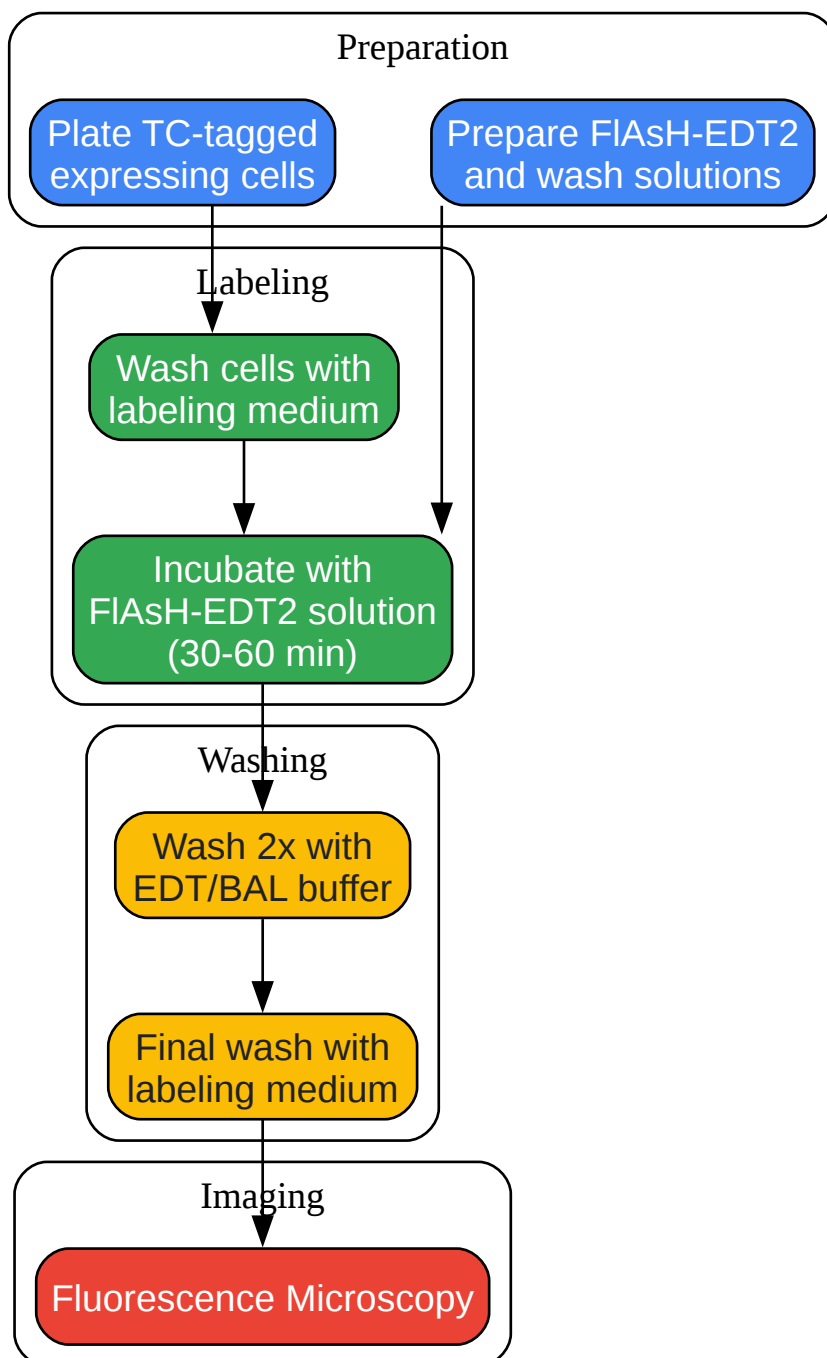 Preparation
Plate TC-tagged
expressing cells
Prepare FlAsH-EDT2
and wash solutions
Labeling
Wash cells with
labeling medium
Incubate with
FlAsH-EDT2 solution
(30-60 min)
Washing
Wash 2x with
EDT/BAL buffer
Final wash with
labeling medium
Imaging
Fluorescence Microscopy